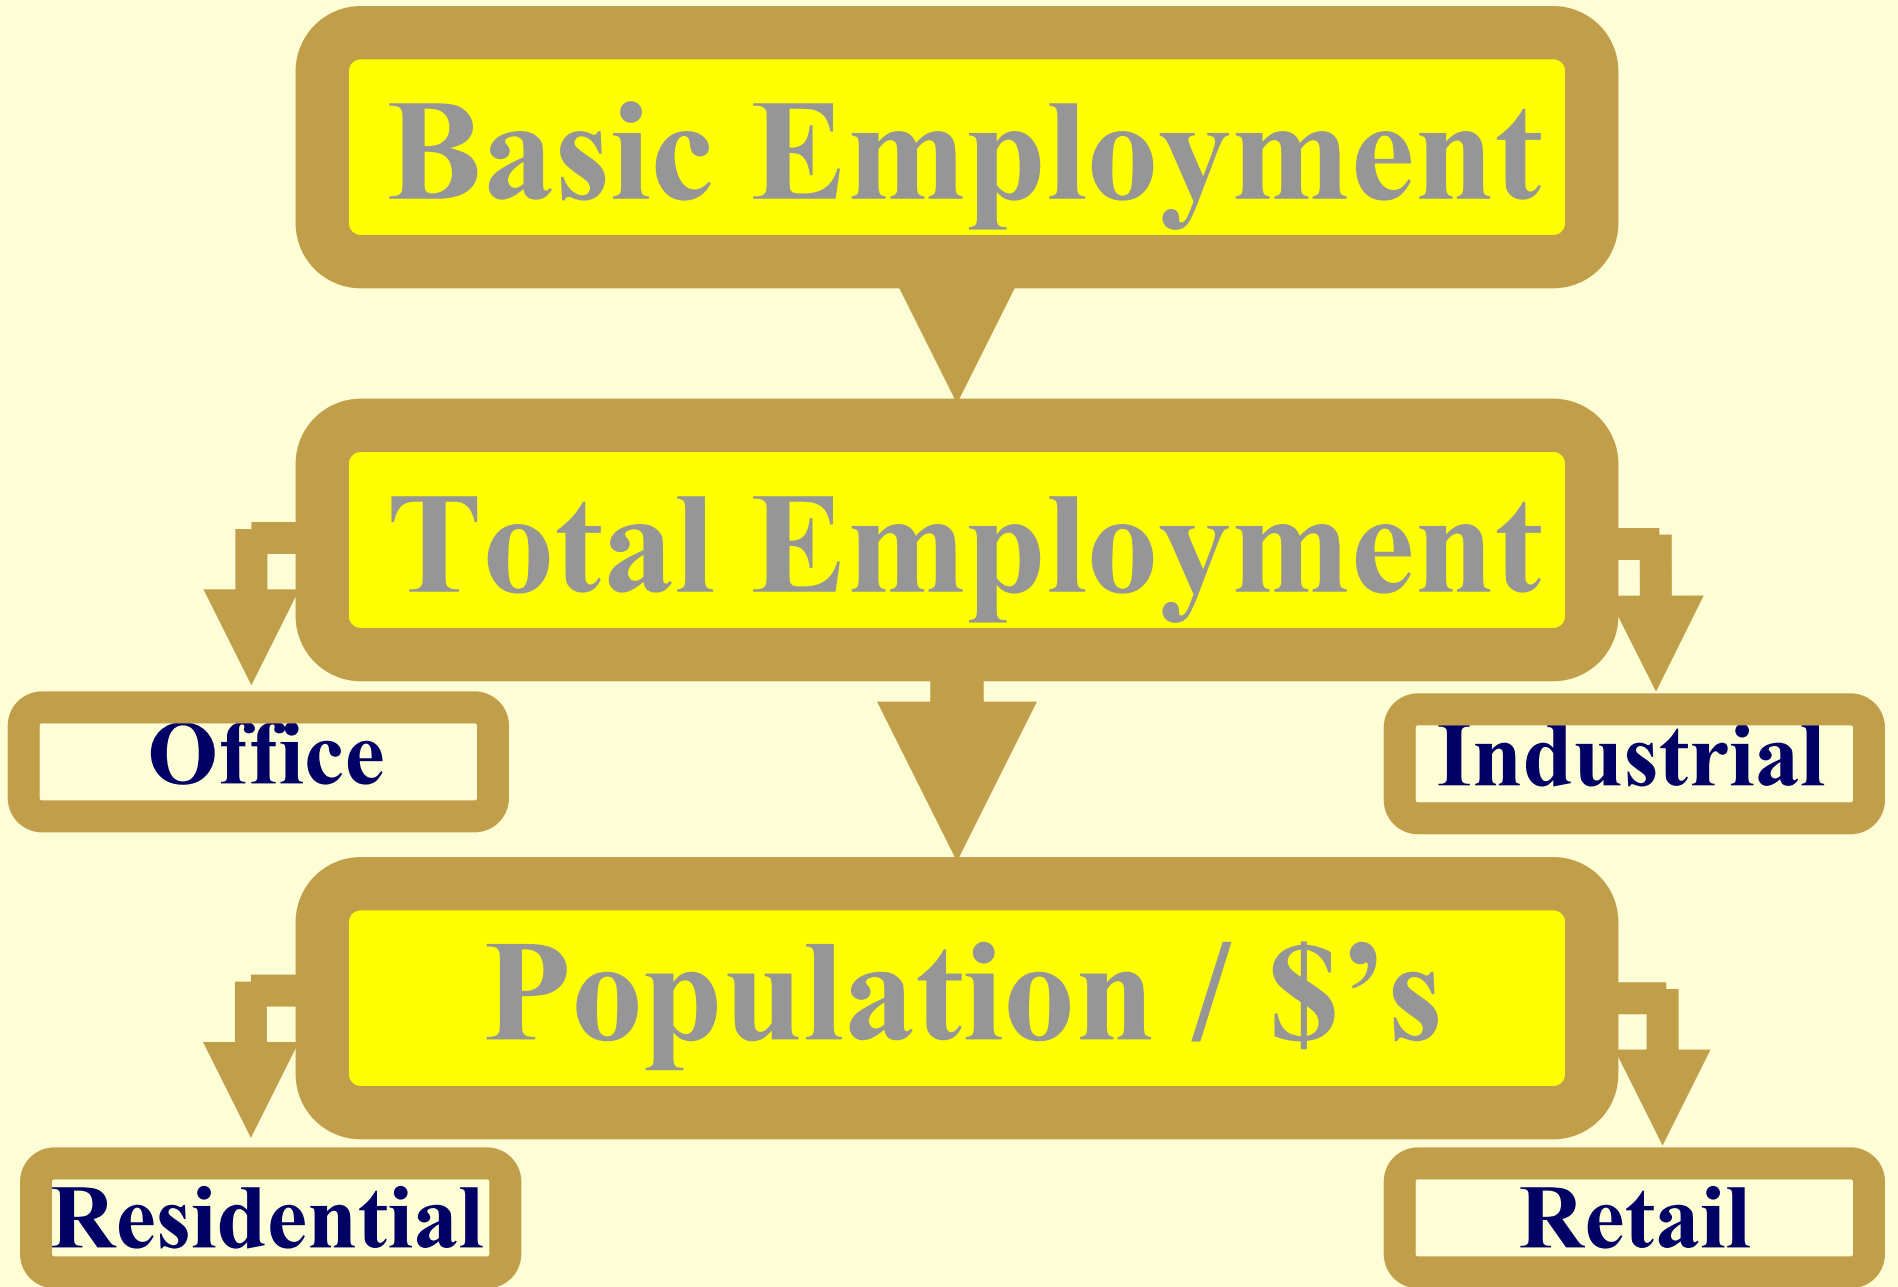 Basic Employment
Total Employment
Office
Industrial
Population / $’s
Residential
Retail